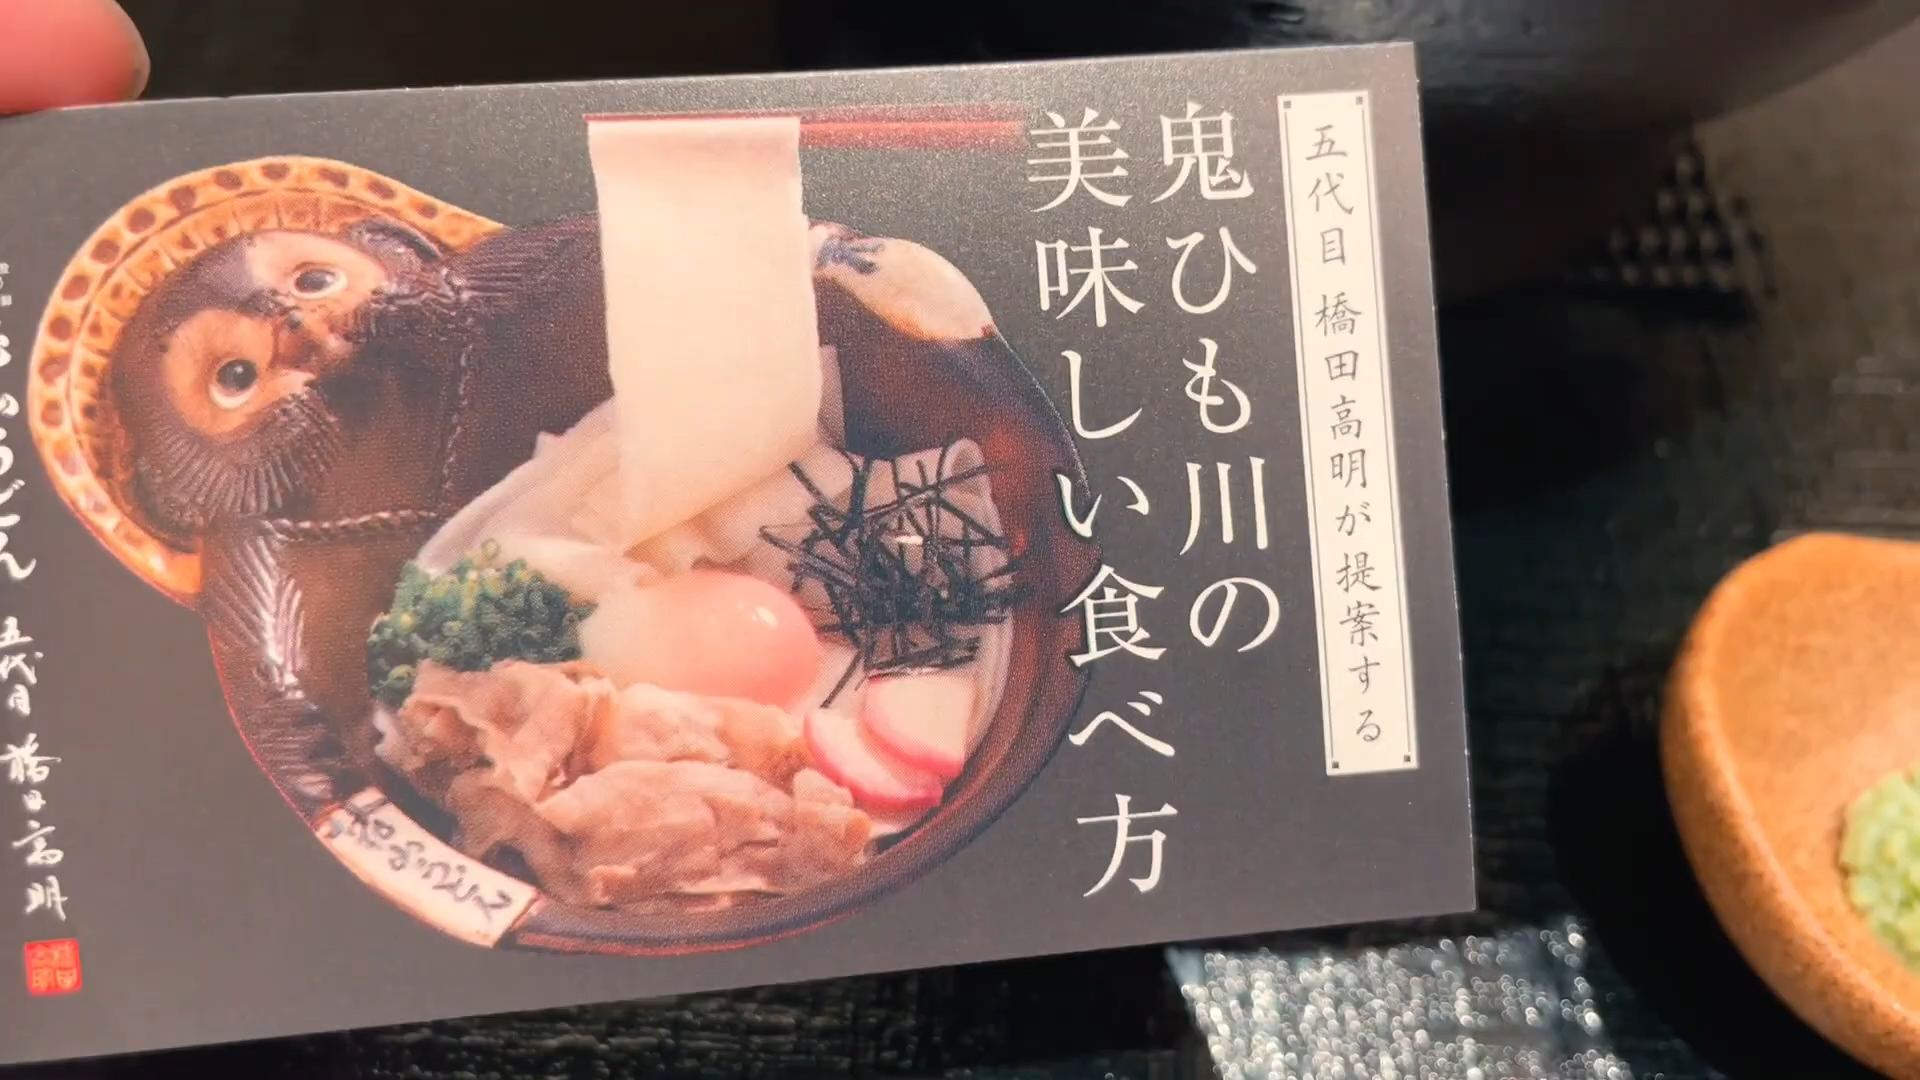 五代目 橋田高明が提案する
鬼ひも川の
美味しい食べ方
五代目 橋田高明